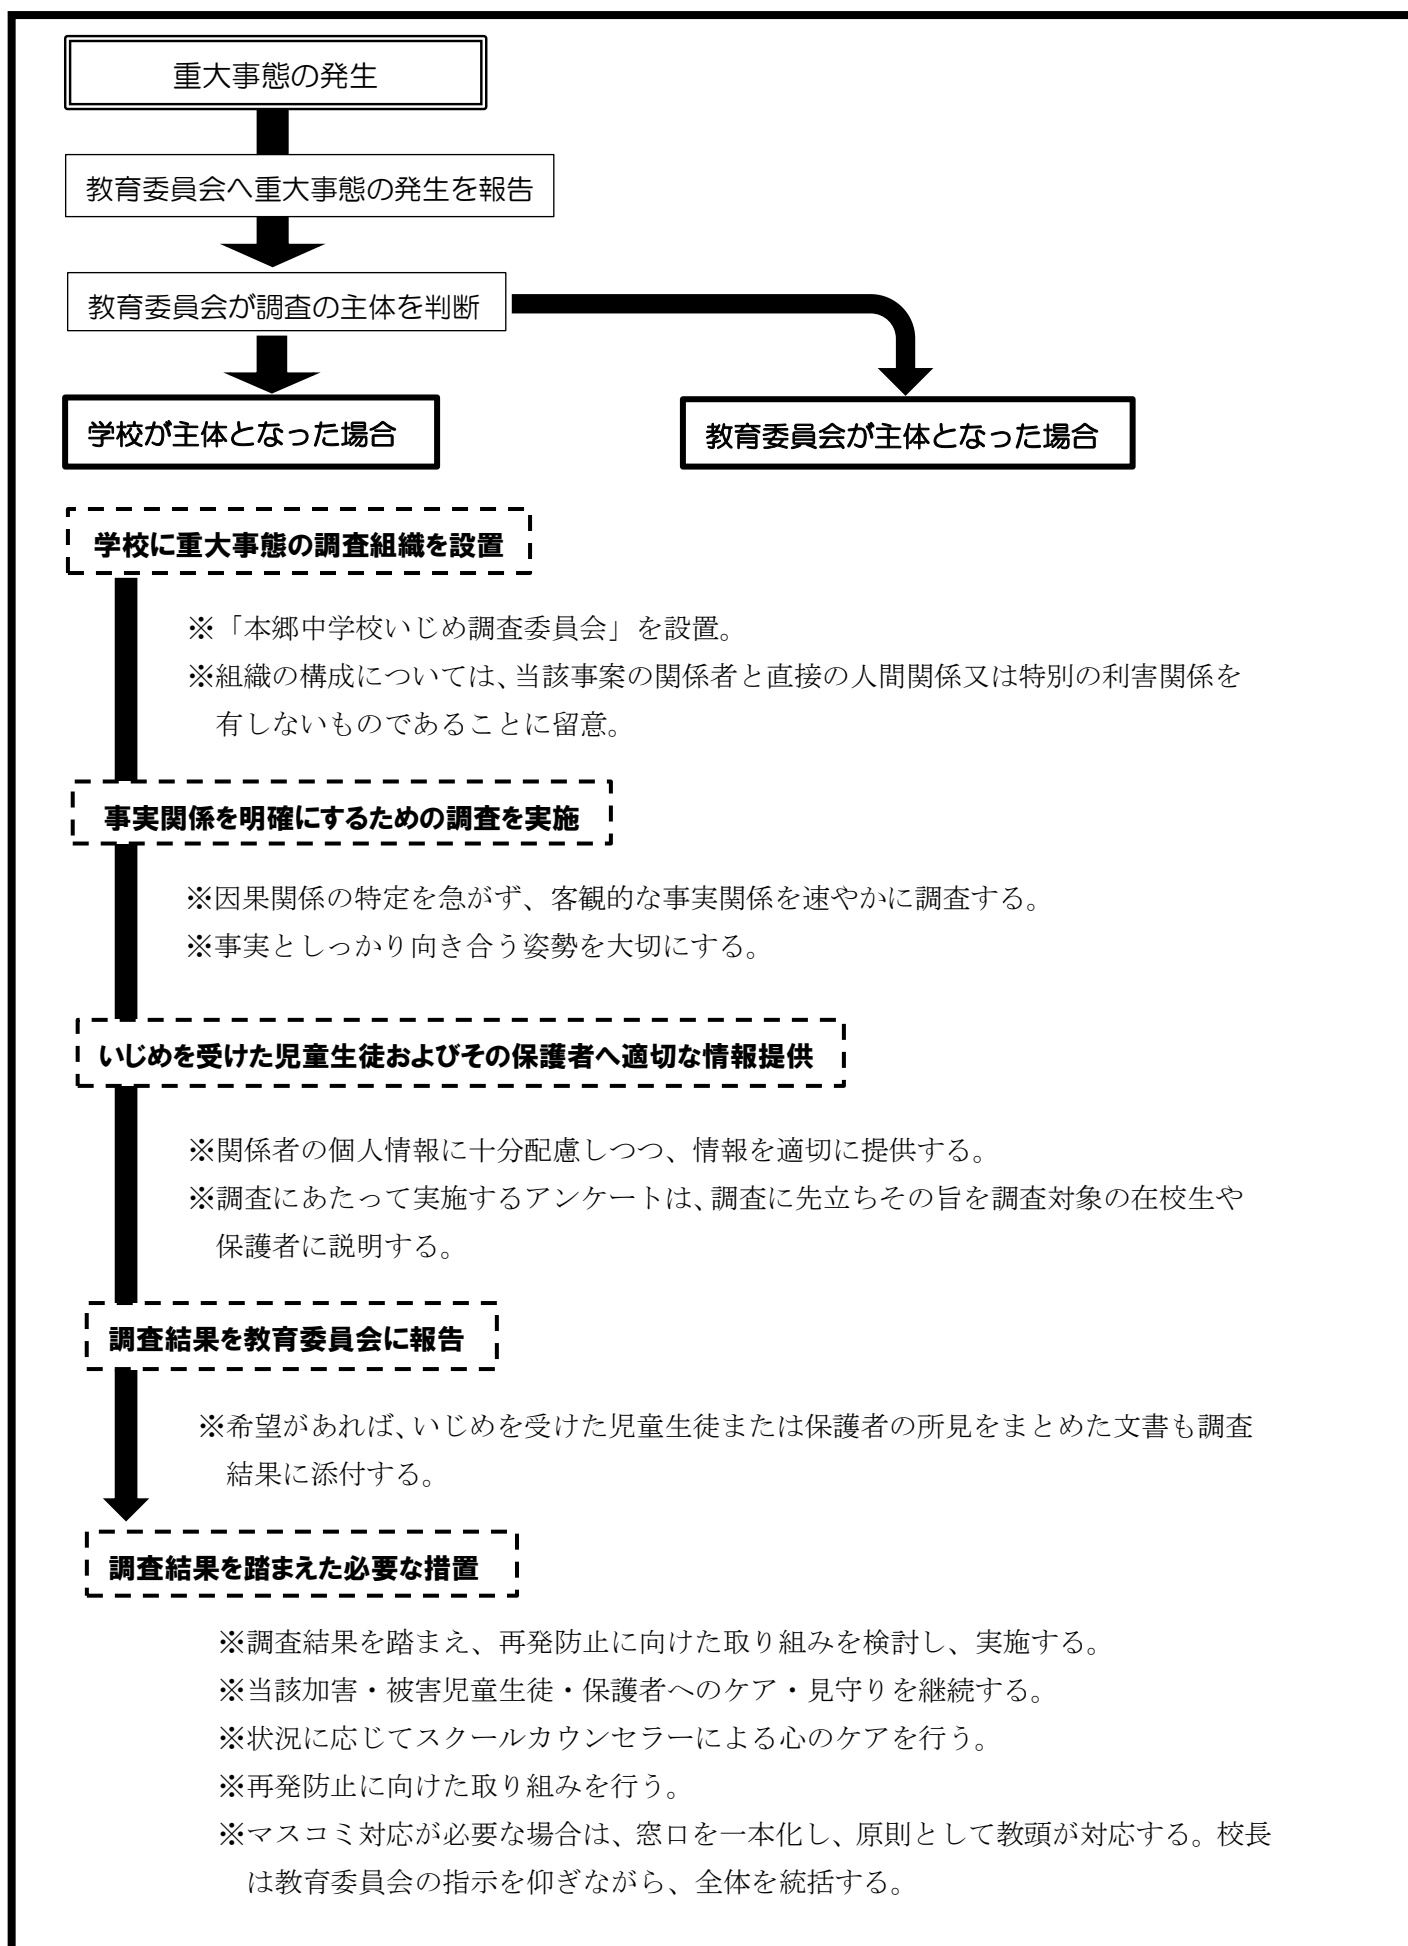 重大事態の発生
教育委員会へ重大事態の発生を報告
教育委員会が調査の主体を判断
学校が主体となった場合
教育委員会が主体となった場合
学校に重大事態の調査組織を設置
※「本郷中学校いじめ調査委員会」を設置。
※組織の構成については、当該事案の関係者と直接の人間関係又は特別の利害関係を
有しないものであることに留意。
事実関係を明確にするための調査を実施
※因果関係の特定を急がず、客観的な事実関係を速やかに調査する。
※事実としっかり向き合う姿勢を大切にする。
いじめを受けた児童生徒およびその保護者へ適切な情報提供
※関係者の個人情報に十分配慮しつつ、情報を適切に提供する。
※調査にあたって実施するアンケートは、調査に先立ちその旨を調査対象の在校生や
保護者に説明する。
調査結果を教育委員会に報告
※希望があれば、いじめを受けた児童生徒または保護者の所見をまとめた文書も調査
結果に添付する。
調査結果を踏まえた必要な措置
※調査結果を踏まえ、再発防止に向けた取り組みを検討し、実施する。
※当該加害・被害児童生徒・保護者へのケア・見守りを継続する。
※状況に応じてスクールカウンセラーによる心のケアを行う。
※再発防止に向けた取り組みを行う。
※マスコミ対応が必要な場合は、窓口を一本化し、原則として教頭が対応する。校長
は教育委員会の指示を仰ぎながら、全体を統括する。